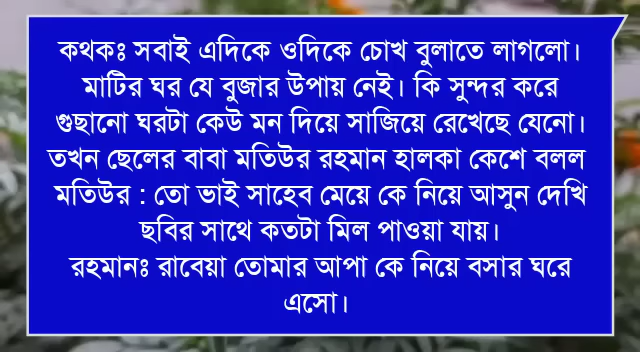 কথকঃ সবাই এদিকে ওদিকে চোখ বুলাতে লাগলো।
মাটির ঘর যে বুজার উপায় নেই। কি সুন্দর করে
গুছানো ঘরটা কেউ মন দিয়ে সাজিয়ে রেখেছে যেনো।
তখন ছেলের বাবা মতিউর রহমান হালকা কেশে বলল
মতিউর : তো ভাই সাহেব মেয়ে কে নিয়ে আসুন দেখি
ছবির সাথে কতটা মিল পাওয়া যায়।
রহমানঃ রাবেয়া তোমার আপা কে নিয়ে বসার ঘরে
এসো।